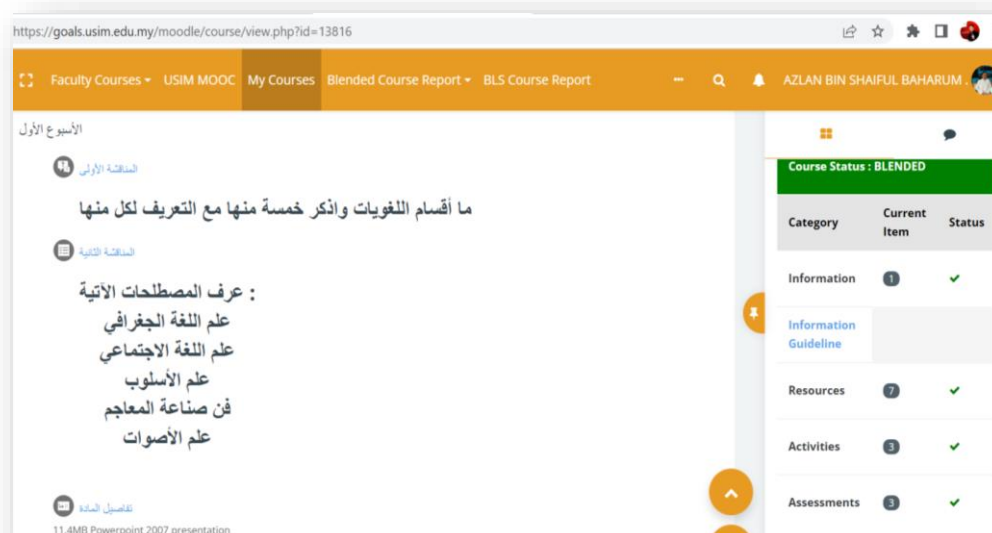 https://goals.usim.edu.my/moodle/course/view.php?id=13816
Faculty Courses USIM MOOC My Courses Blended Course Report BLS Course Report AZLAN BIN SHAIFUL BAHARUM .
الأسبوع الأول
المناقشة الأولى
ما أقسام اللغويات واذكر خمسة منها مع التعريف لكل منها
المناقشة الثانية
عرف المصطلحات الآتية :
علم اللغة الجغرافي
علم اللغة الاجتماعي
علم الأسلوب
فن صناعة المعاجم
علم الأصوات
تفاصيل المادة
11.4MB Powerpoint 2007 presentation
Course Status : BLENDED
Category Current Item Status
Information 1
Information Guideline
Resources 7
Activities 3
Assessments 3